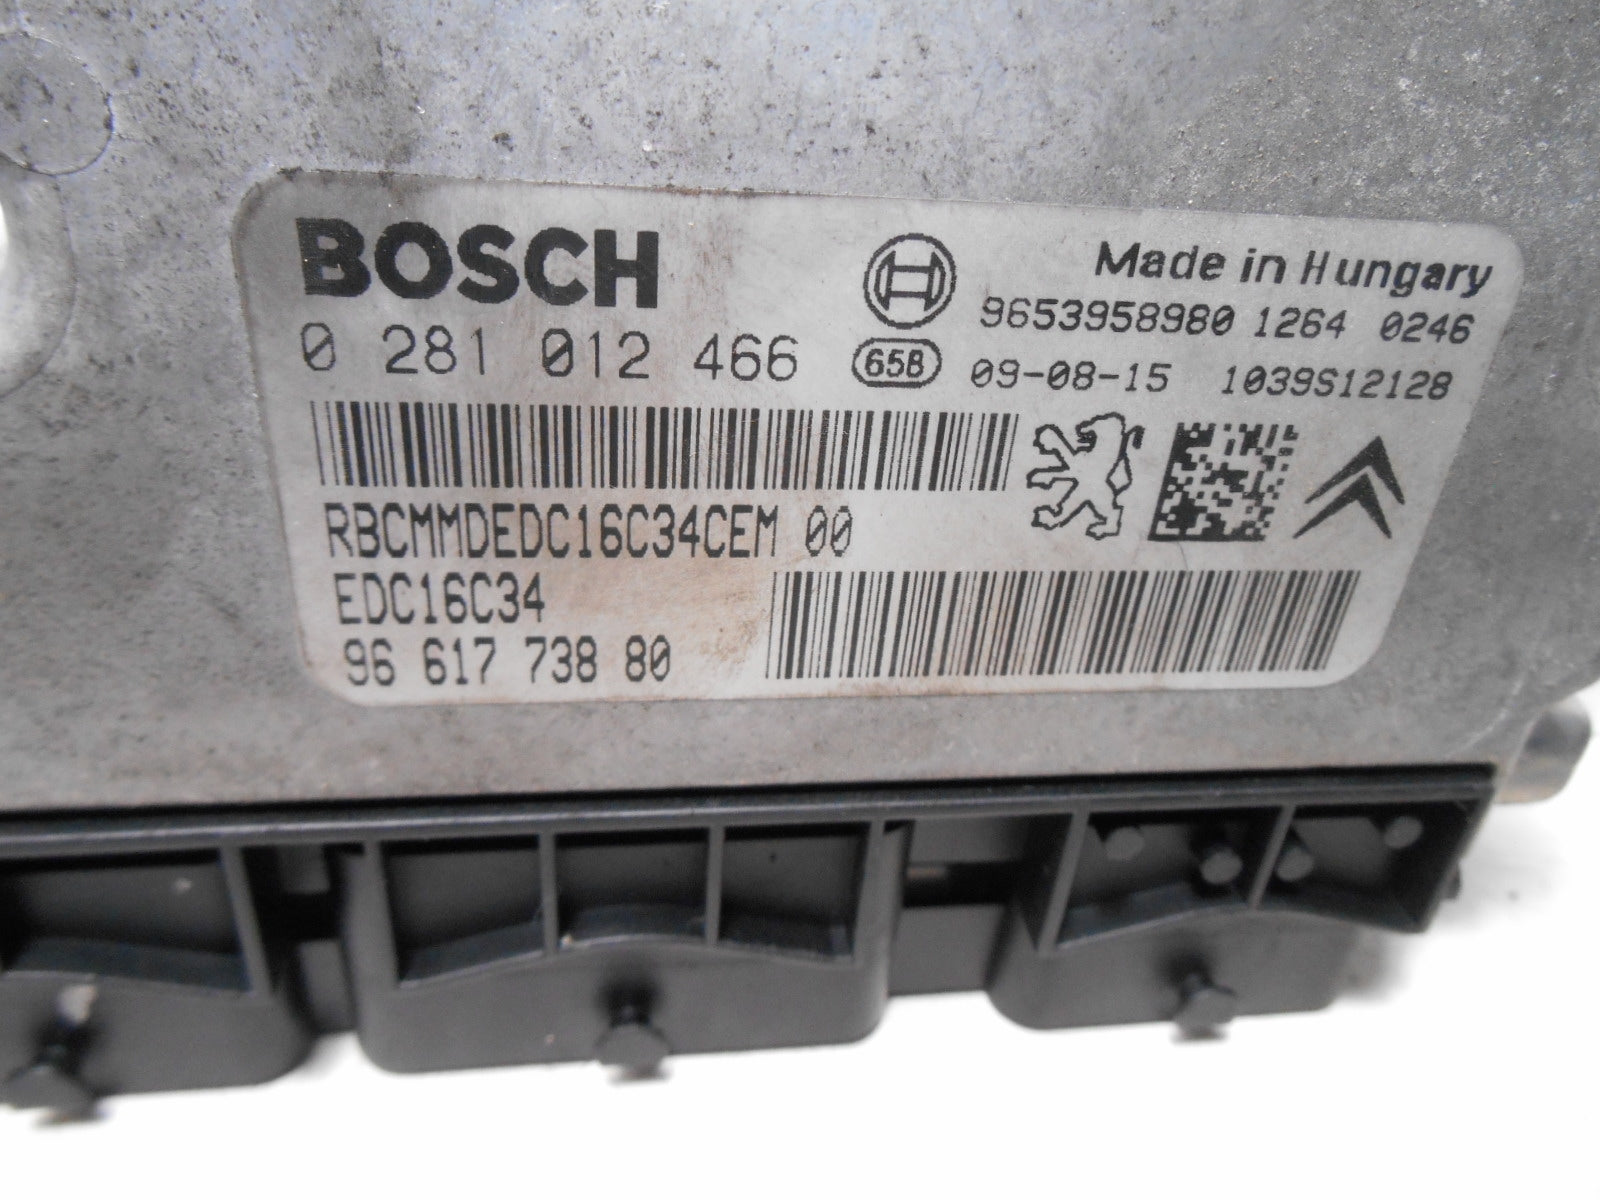 BOSCH
Made in Hungary
9653958980 1264 0246
0 281 012 466
65B
09-08-15 1039S12128
RBCMMDEDC16C34CEM 00
EDC16C34
96 617 738 80